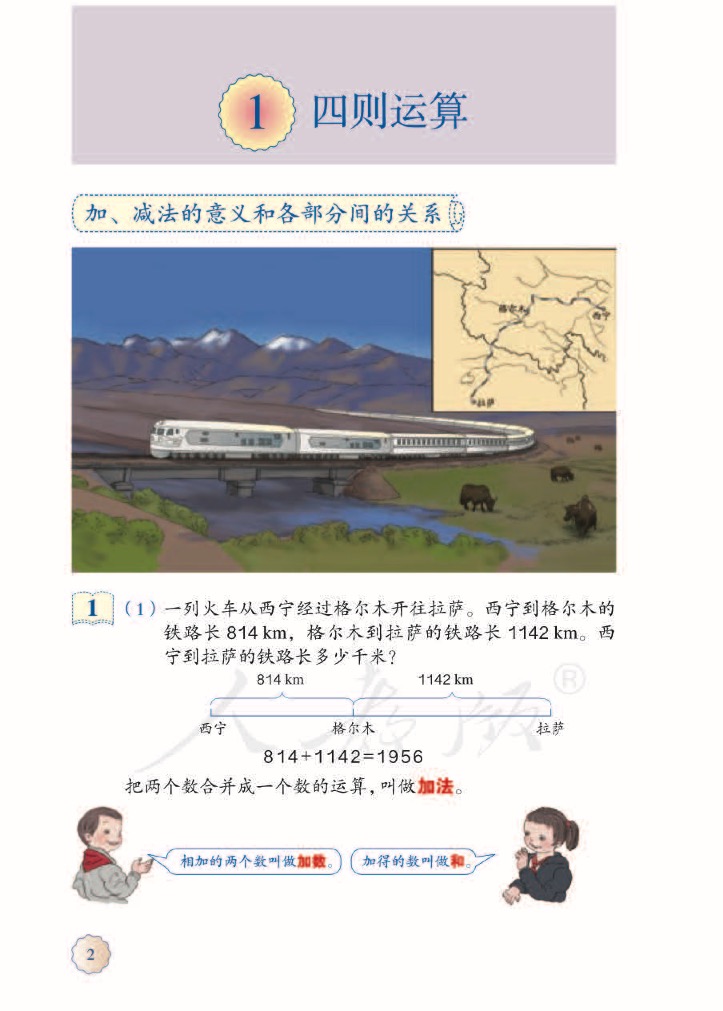 1 四则运算
加、减法的意义和各部分间的关系
格尔木
西宁
拉萨
1 (1) 一列火车从西宁经过格尔木开往拉萨。西宁到格尔木的
铁路长 814 km，格尔木到拉萨的铁路长 1142 km。西
宁到拉萨的铁路长多少千米？
814 km 1142 km
西宁 格尔木 拉萨
814+1142=1956
把两个数合并成一个数的运算，叫做加法。
相加的两个数叫做加数。 加得的数叫做和。
人教版®
2